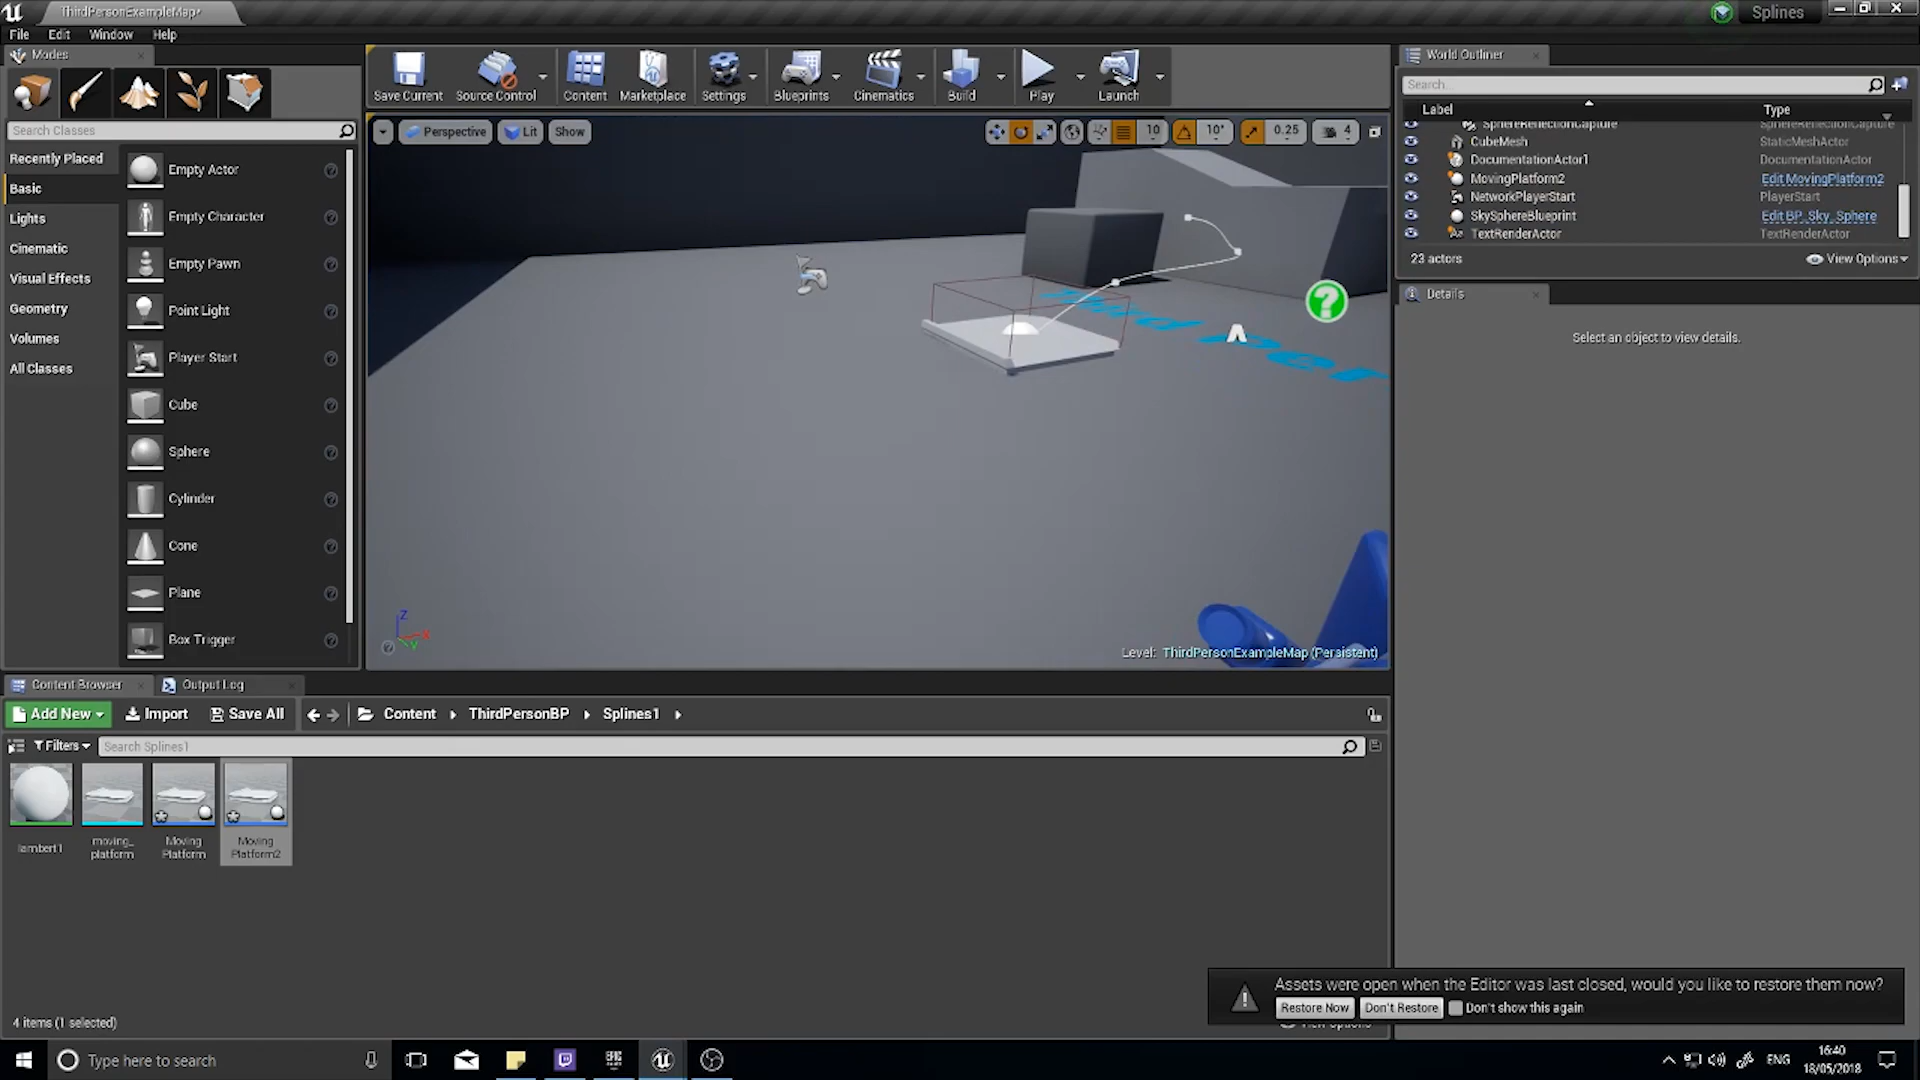 ThirdPersonExampleMap*
Splines
File Edit Window Help
Modes
Search Classes
Recently Placed
Basic
Lights
Cinematic
Visual Effects
Geometry
Volumes
All Classes
Empty Actor
Empty Character
Empty Pawn
Point Light
Player Start
Cube
Sphere
Cylinder
Cone
Plane
Box Trigger
Save Current
Source Control
Content
Marketplace
Settings
Blueprints
Cinematics
Build
Play
Launch
Perspective
Lit
Show
10
10°
0.25
4
Z
X
Y
Level: ThirdPersonExampleMap (Persistent)
World Outliner
Search...
Label Type
SphereReflectionCapture SphereReflectionCapture
CubeMesh StaticMeshActor
DocumentationActor1 DocumentationActor
MovingPlatform2 Edit MovingPlatform2
NetworkPlayerStart PlayerStart
SkySphereBlueprint Edit BP_Sky_Sphere
TextRenderActor TextRenderActor
23 actors
View Options
Details
Select an object to view details.
Content Browser
Output Log
Add New
Import
Save All
Content
ThirdPersonBP
Splines1
Filters
Search Splines1
lambert1
moving_
platform
Moving
Platform
Moving
Platform2
4 items (1 selected)
View Options
Assets were open when the Editor was last closed, would you like to restore them now?
Restore Now
Don't Restore
Don't show this again
Type here to search
EPIC
ENG
16:40
18/05/2018